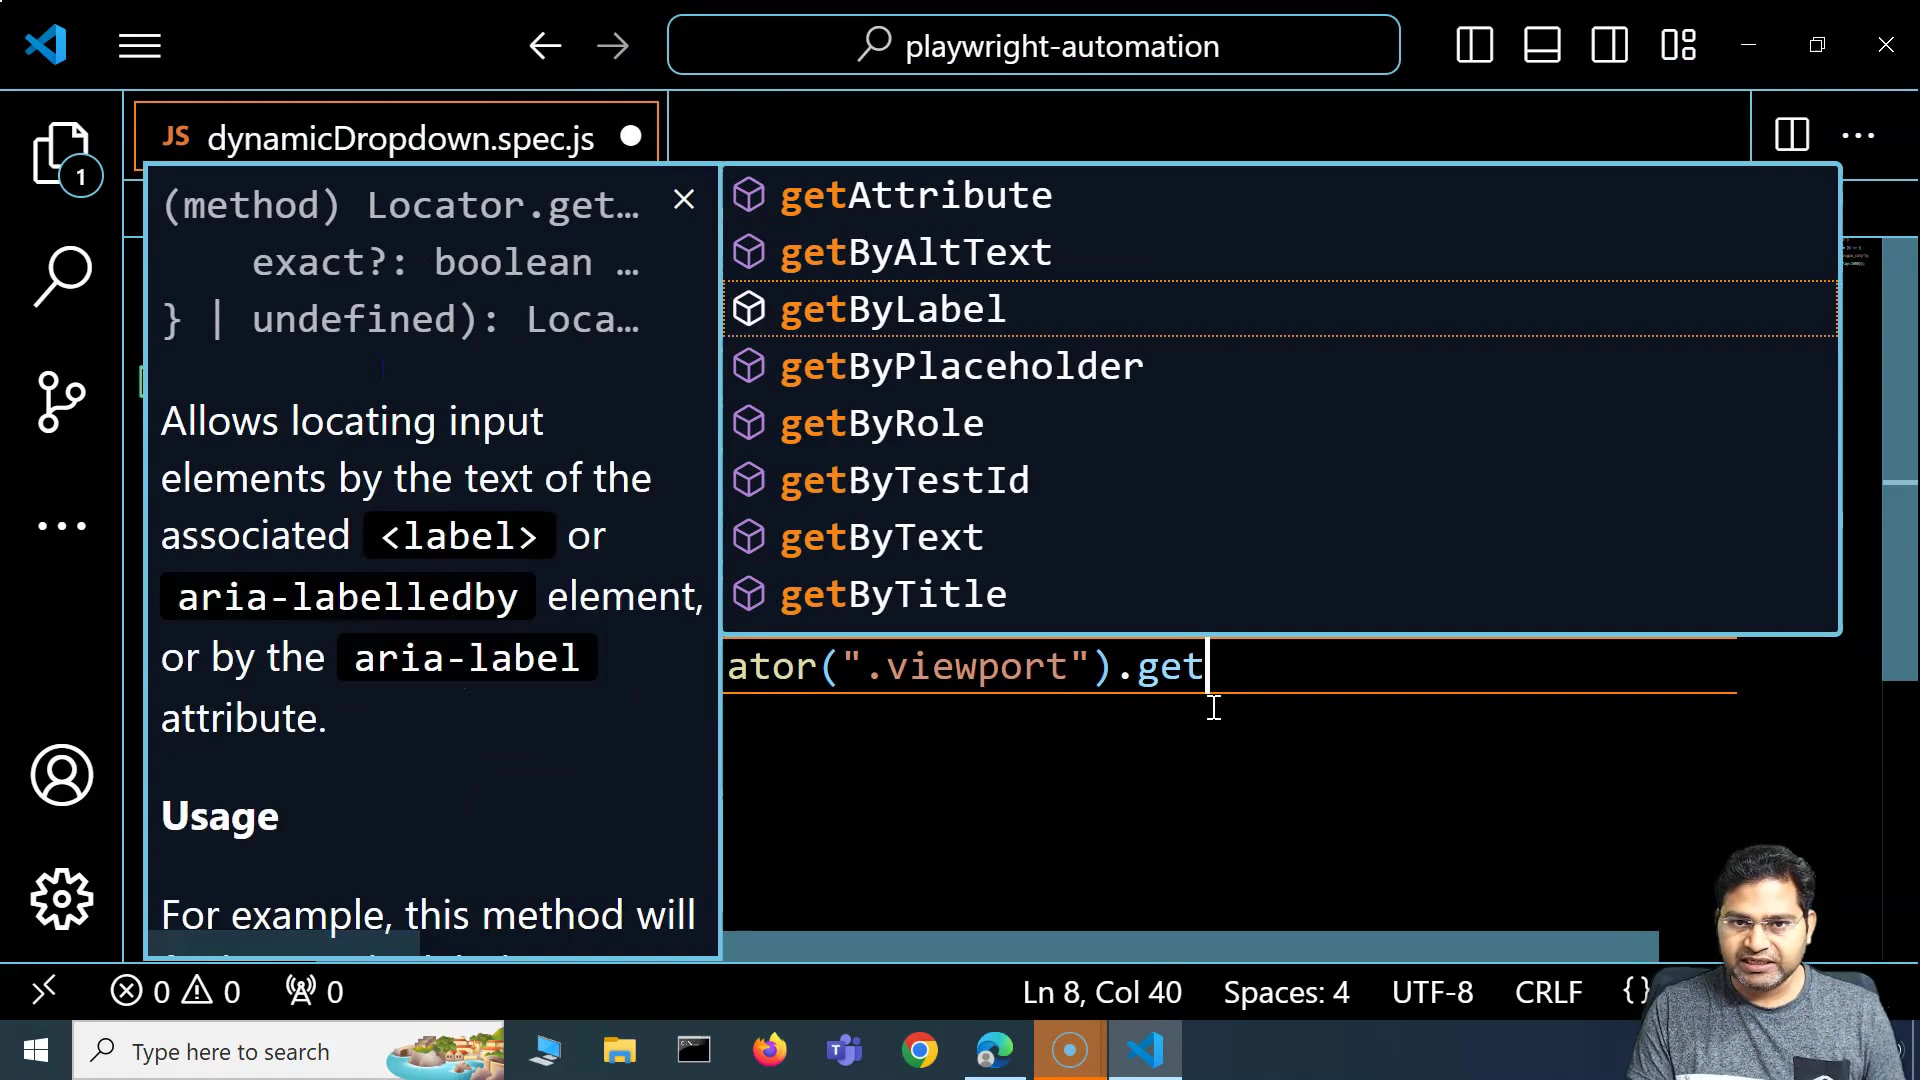 playwright-automation
JS dynamicDropdown.spec.js
1
(method) Locator.get…
exact?: boolean …
} | undefined): Loca…
Allows locating input
elements by the text of the
associated <label> or
aria-labelledby element,
or by the aria-label
attribute.
Usage
For example, this method will
getAttribute
getByAltText
getByLabel
getByPlaceholder
getByRole
getByTestId
getByText
getByTitle
ator(".viewport").get
0 0 0
Ln 8, Col 40
Spaces: 4
UTF-8
CRLF
{}
Type here to search